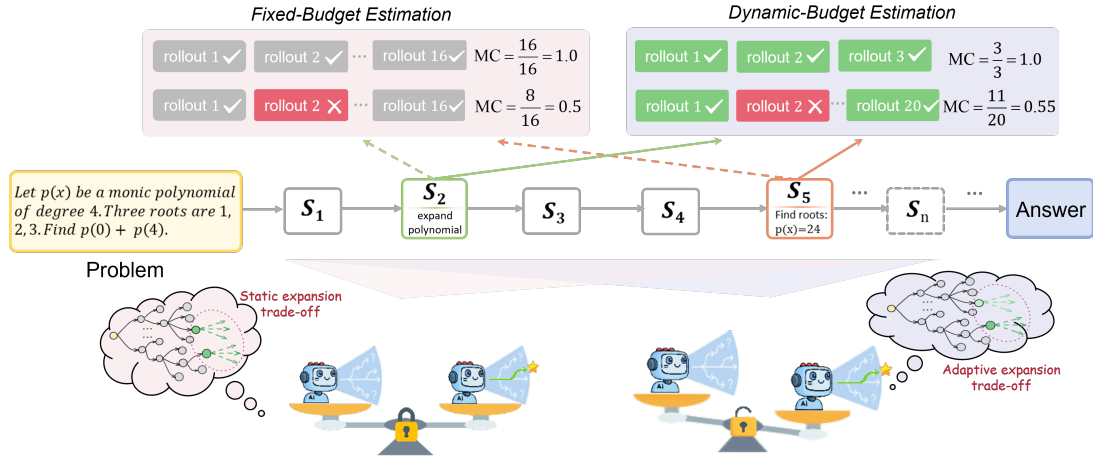 Fixed-Budget Estimation
rollout 1 rollout 2 ... rollout 16 MC = 16/16 = 1.0
rollout 1 rollout 2 ... rollout 16 MC = 8/16 = 0.5
Dynamic-Budget Estimation
rollout 1 rollout 2 rollout 3 MC = 3/3 = 1.0
rollout 1 rollout 2 ... rollout 20 MC = 11/20 = 0.55
Let p(x) be a monic polynomial
of degree 4. Three roots are 1,
2, 3. Find p(0) + p(4).
Problem
S1
S2
expand
polynomial
S3
S4
S5
Find roots:
p(x)=24
...
Sn
...
Answer
Static expansion
trade-off
AI
AI
AI
AI
Adaptive expansion
trade-off